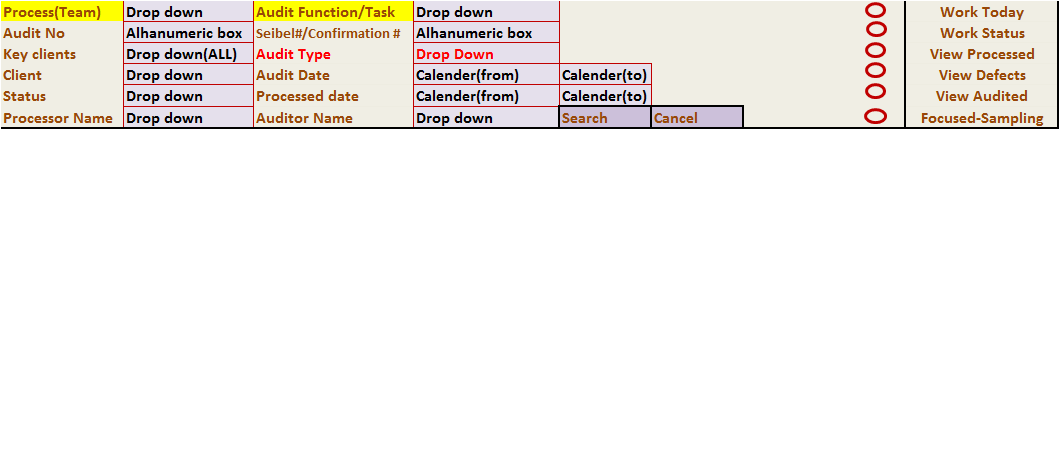 Process(Team) Drop down Audit Function/Task Drop down Work Today
Audit No Alhanumeric box Seibel#/Confirmation # Alhanumeric box Work Status
Key clients Drop down(ALL) Audit Type Drop Down View Processed
Client Drop down Audit Date Calender(from) Calender(to) View Defects
Status Drop down Processed date Calender(from) Calender(to) View Audited
Processor Name Drop down Auditor Name Drop down Search Cancel Focused-Sampling